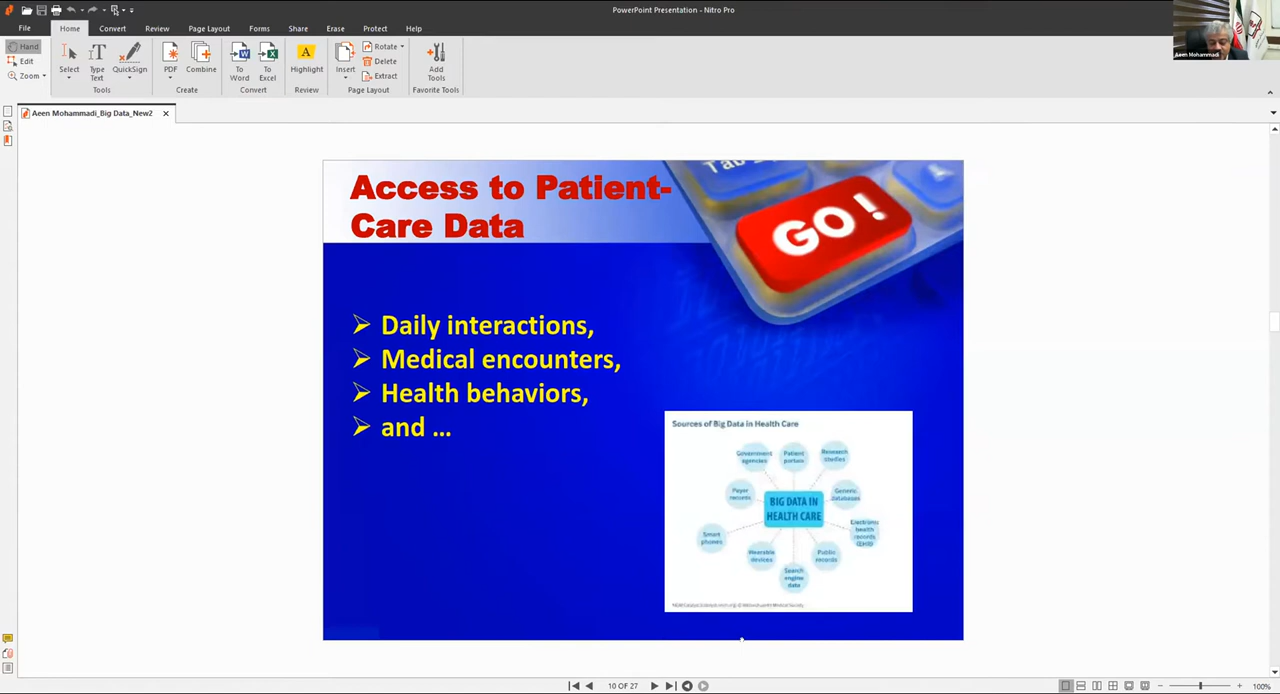 PowerPoint Presentation - Nitro Pro
Aeen Mohammadi
File Home Convert Review Page Layout Forms Share Erase Protect Help
Hand
Edit
Zoom
Select
Type Text
QuickSign
Tools
PDF
Combine
Create
To Word
To Excel
Convert
Highlight
Review
Insert
Rotate
Delete
Extract
Page Layout
Add Tools
Favorite Tools
Aeen Mohammadi_Big Data_New2
Access to Patient-
Care Data
Tab
GO !
Daily interactions,
Medical encounters,
Health behaviors,
and ...
Sources of Big Data in Health Care
Government
agencies
Patient
portals
Research
studies
Payer
records
BIG DATA IN
HEALTH CARE
Generic
databases
Smart
phones
Electronic
health
records
(EHR)
Wearable
devices
Public
records
Search
engine
data
10 OF 27
100%